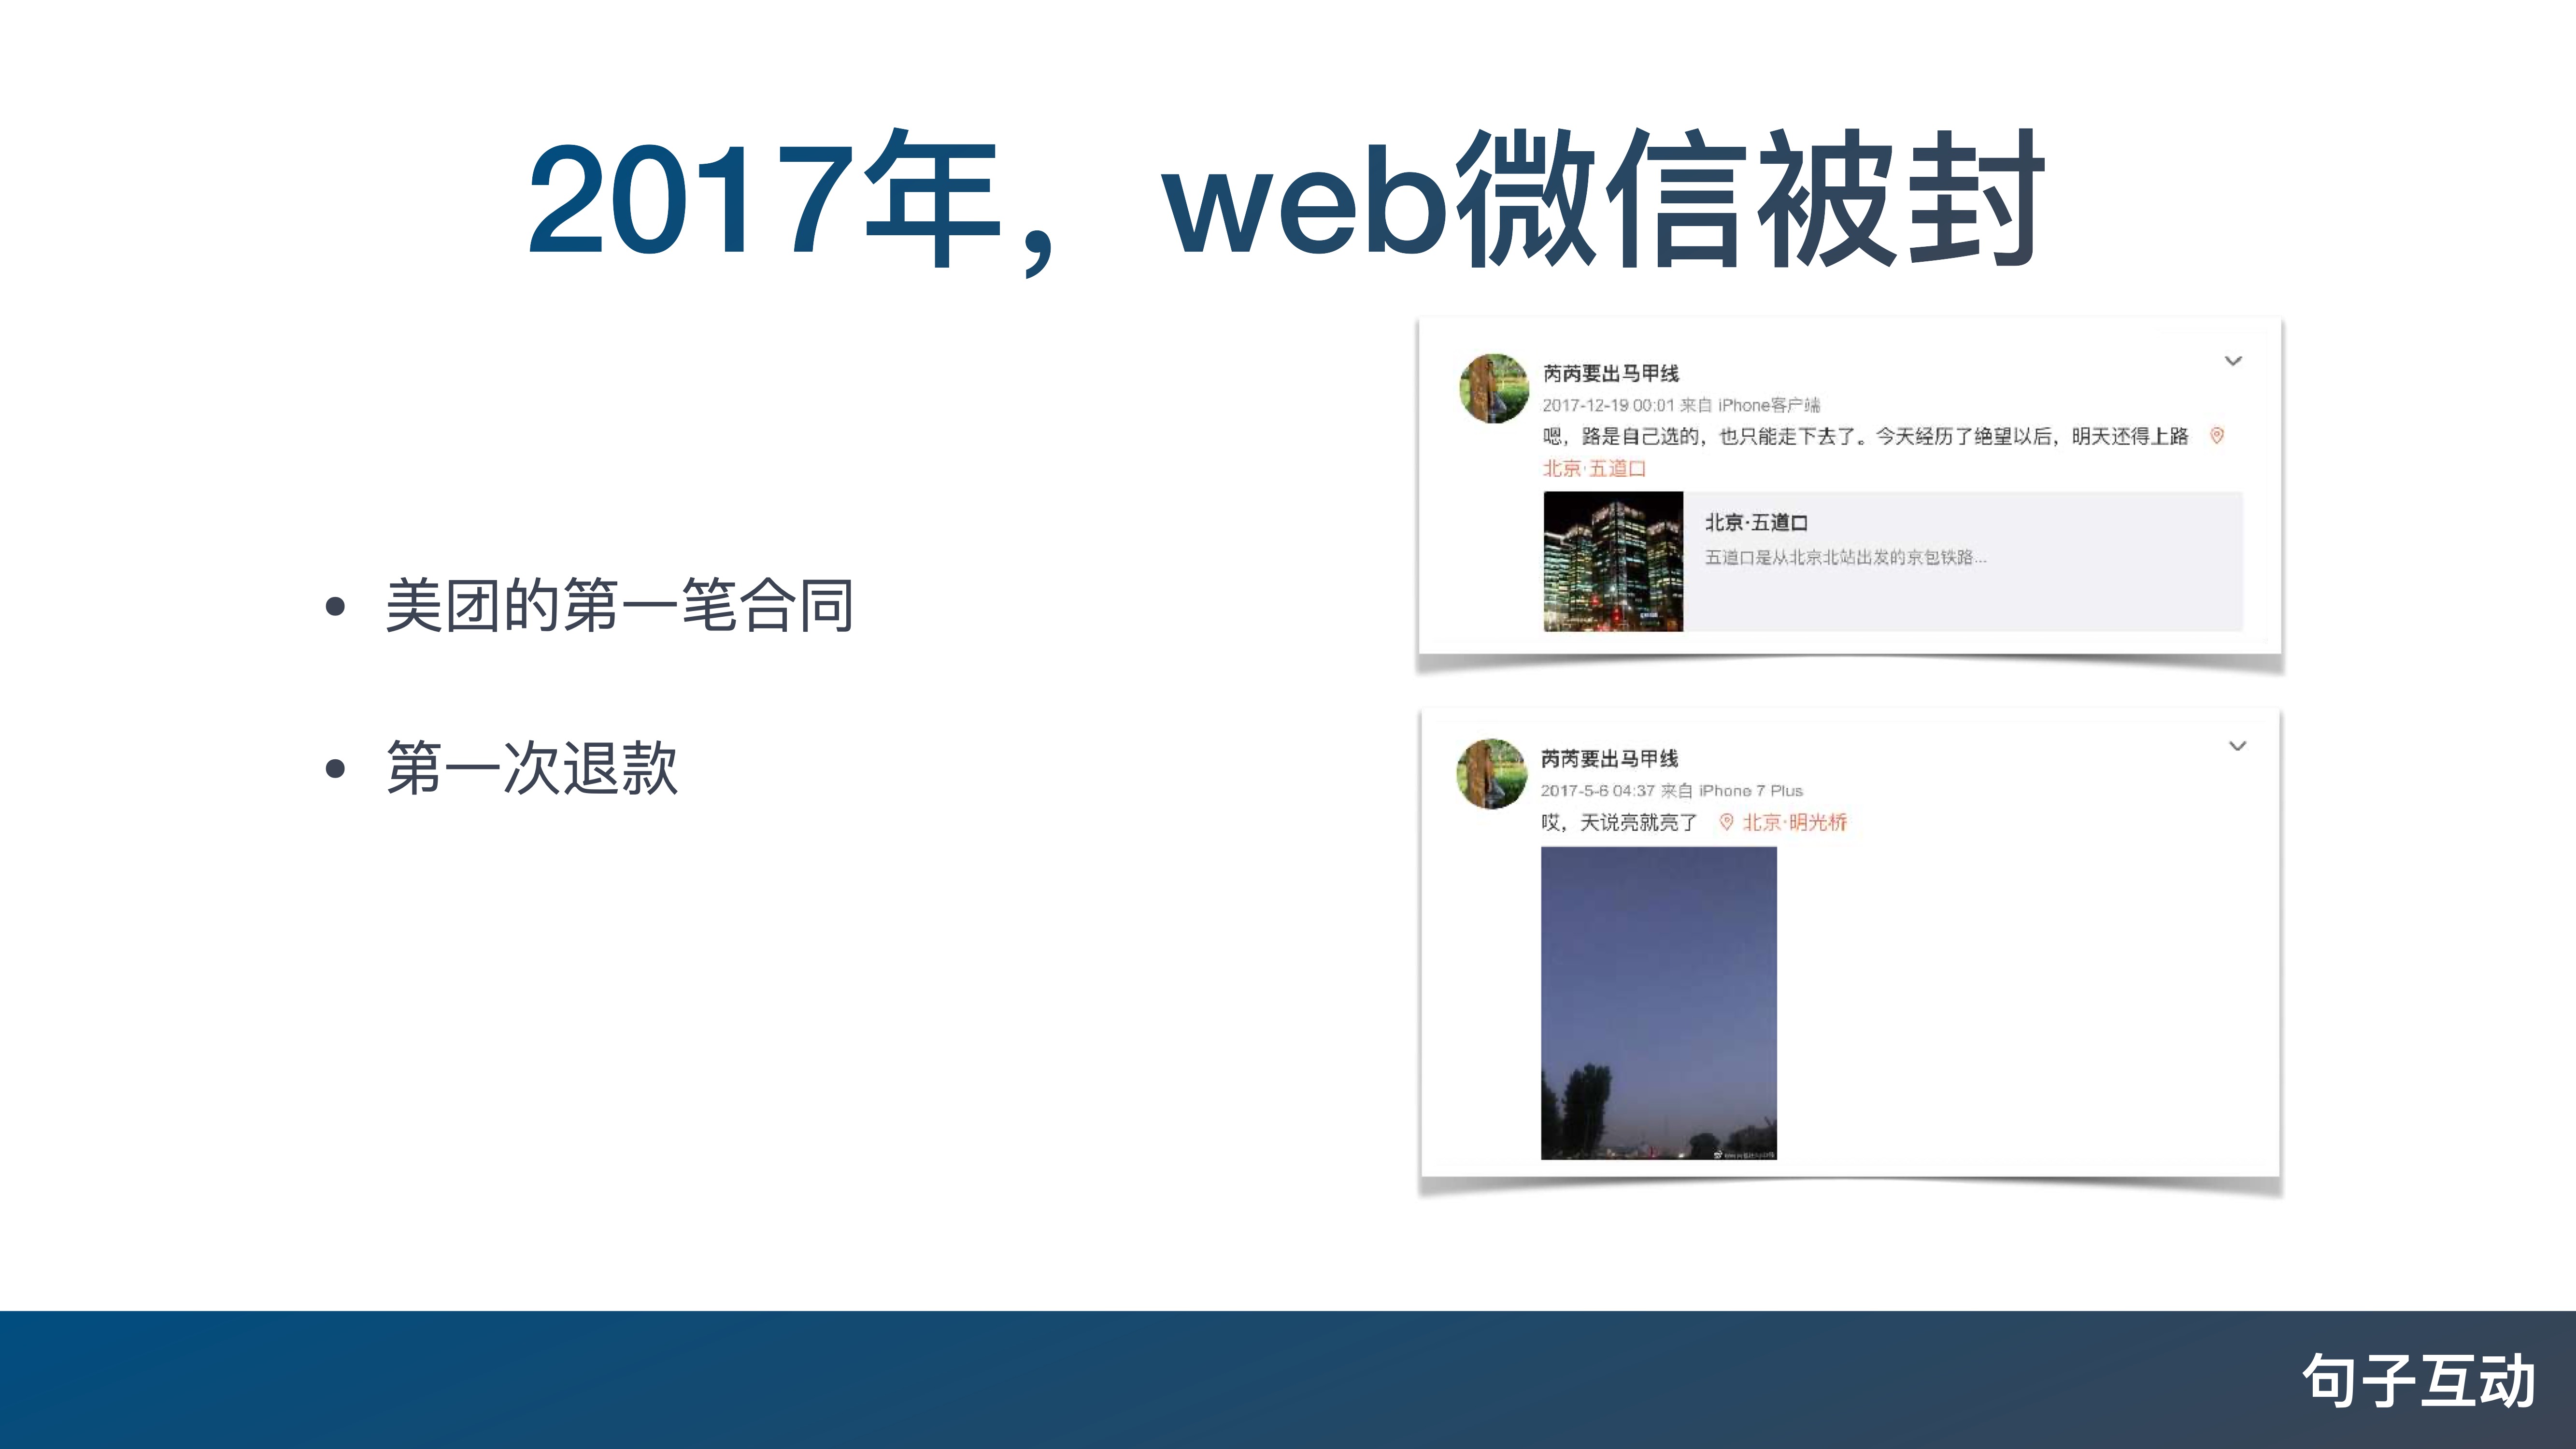 2017年，web微信被封
• 美团的第一笔合同
• 第一次退款
芮芮要出马甲线
2017-12-19 00:01 来自 iPhone客户端
嗯，路是自己选的，也只能走下去了。今天经历了绝望以后，明天还得上路
北京·五道口
北京·五道口
五道口是从北京北站出发的京包铁路...
芮芮要出马甲线
2017-5-6 04:37 来自 iPhone 7 Plus
哎，天说亮就亮了 北京·明光桥
句子互动